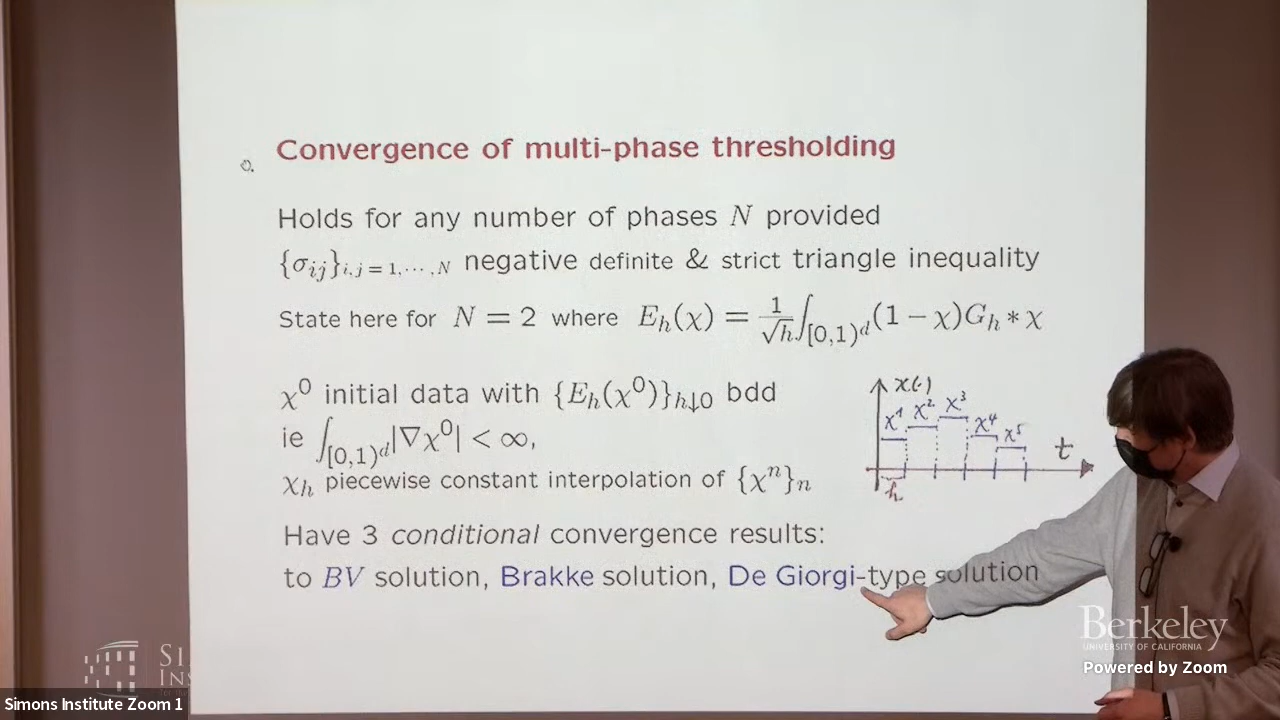 Convergence of multi-phase thresholding
Holds for any number of phases N provided
{σij}i,j = 1,⋯,N negative definite & strict triangle inequality
State here for N = 2 where Eh(χ) = 1/√h ∫[0,1)d (1 − χ)Gh ∗ χ
χ0 initial data with {Eh(χ0)}h↓0 bdd
ie ∫[0,1)d |∇χ0| < ∞,
χh piecewise constant interpolation of {χn}n
χ(·)
χ1 χ2 χ3 χ4 χ5
t
h
Have 3 conditional convergence results:
to BV solution, Brakke solution, De Giorgi-type solution
Berkeley
UNIVERSITY OF CALIFORNIA
Powered by Zoom
Simons Institute Zoom 1